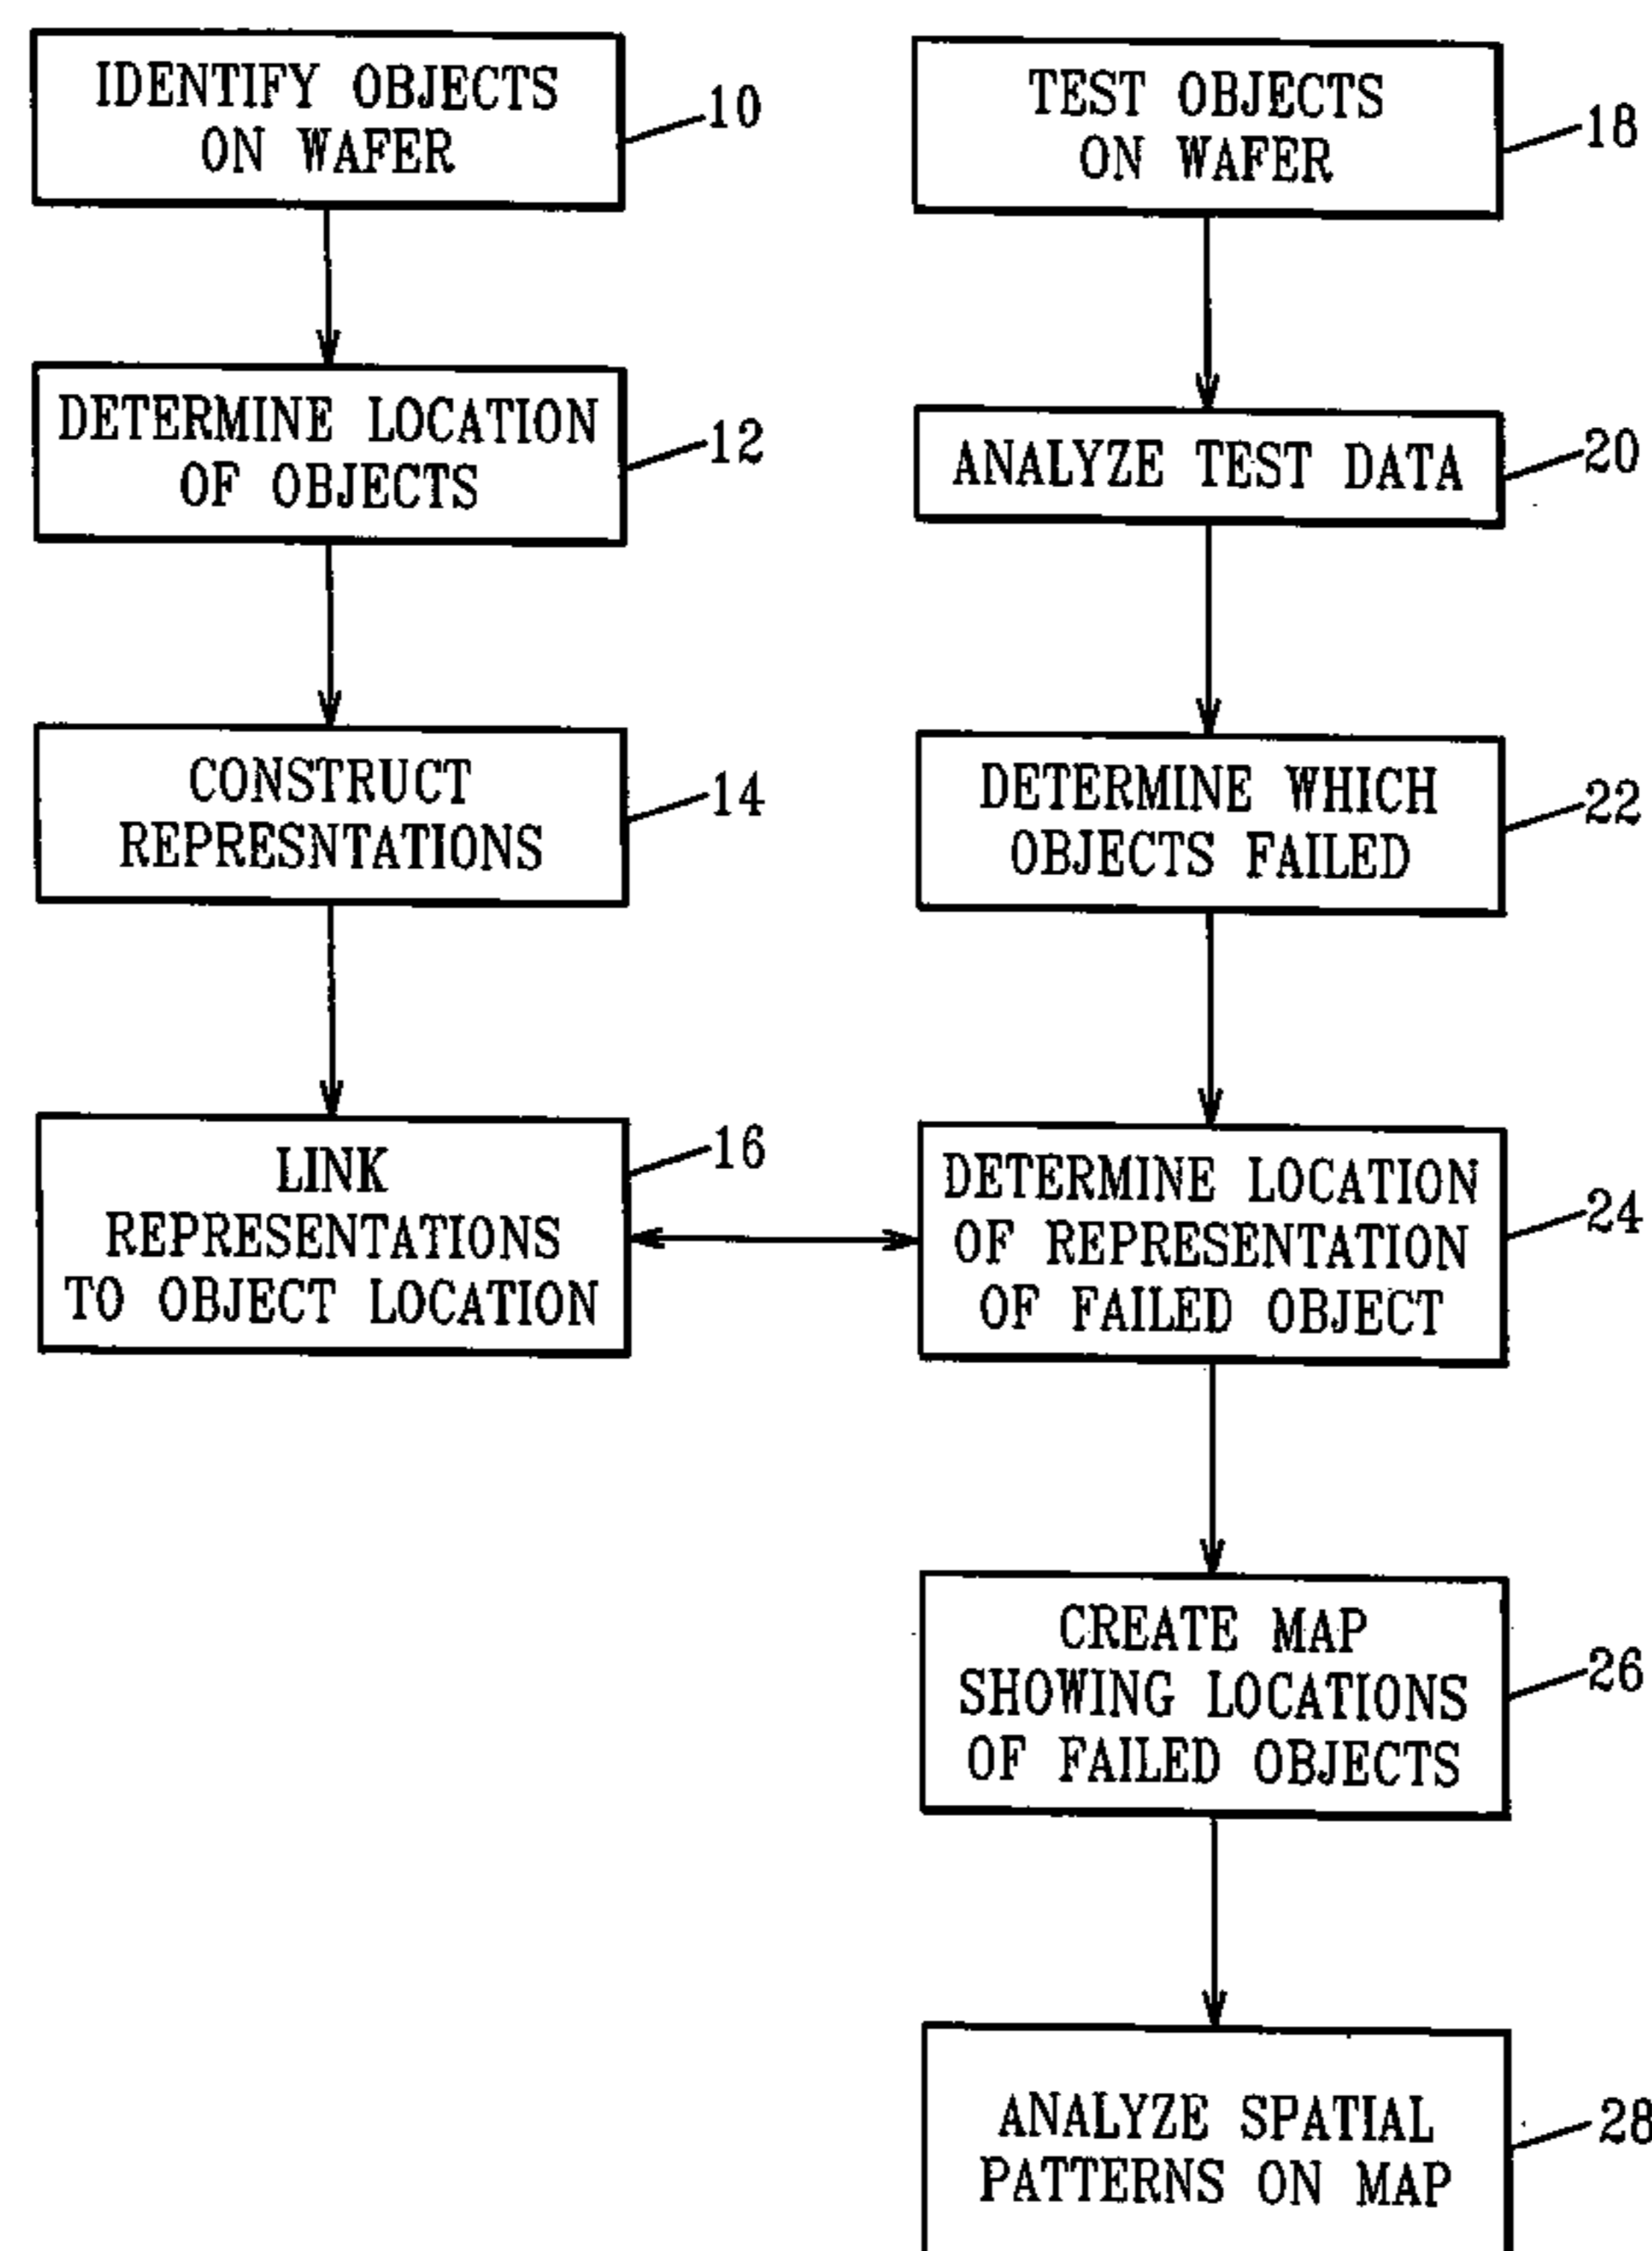 IDENTIFY OBJECTS
ON WAFER
10
DETERMINE LOCATION
OF OBJECTS
12
CONSTRUCT
REPRESNTATIONS
14
LINK
REPRESENTATIONS
TO OBJECT LOCATION
16
TEST OBJECTS
ON WAFER
18
ANALYZE TEST DATA
20
DETERMINE WHICH
OBJECTS FAILED
22
DETERMINE LOCATION
OF REPRESENTATION
OF FAILED OBJECT
24
CREATE MAP
SHOWING LOCATIONS
OF FAILED OBJECTS
26
ANALYZE SPATIAL
PATTERNS ON MAP
28